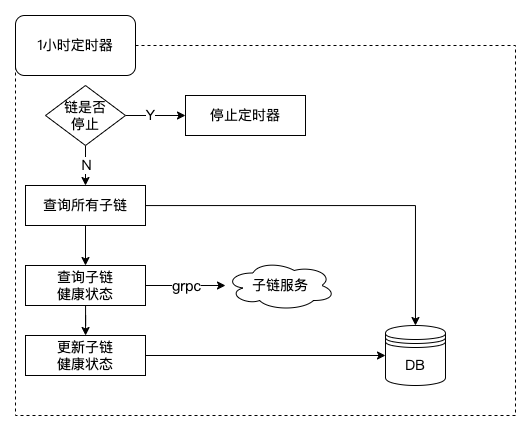 1小时定时器
链是否
停止
Y
停止定时器
N
查询所有子链
查询子链
健康状态
grpc
子链服务
更新子链
健康状态
DB